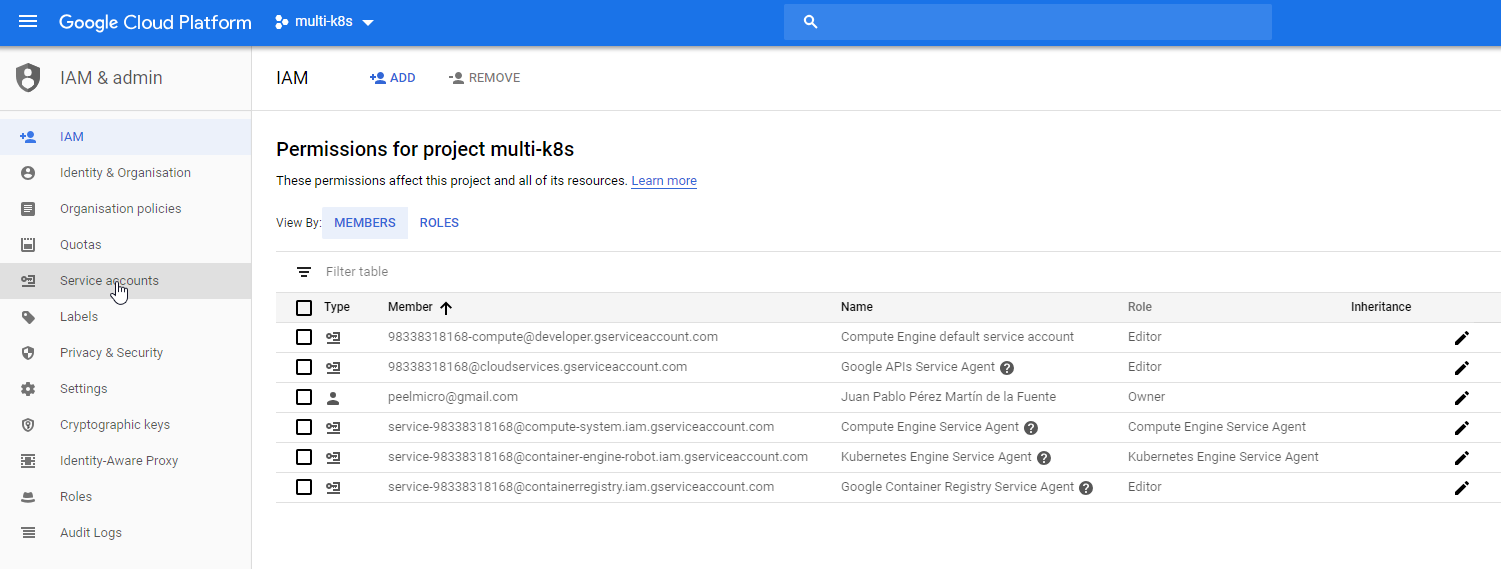 Google Cloud Platform multi-k8s
IAM & admin
IAM
Identity & Organisation
Organisation policies
Quotas
Service accounts
Labels
Privacy & Security
Settings
Cryptographic keys
Identity-Aware Proxy
Roles
Audit Logs
IAM ADD REMOVE
Permissions for project multi-k8s
These permissions affect this project and all of its resources. Learn more
View By: MEMBERS ROLES
Filter table
Type Member Name Role Inheritance
98338318168-compute@developer.gserviceaccount.com Compute Engine default service account Editor
98338318168@cloudservices.gserviceaccount.com Google APIs Service Agent ? Editor
peelmicro@gmail.com Juan Pablo Pérez Martín de la Fuente Owner
service-98338318168@compute-system.iam.gserviceaccount.com Compute Engine Service Agent ? Compute Engine Service Agent
service-98338318168@container-engine-robot.iam.gserviceaccount.com Kubernetes Engine Service Agent ? Kubernetes Engine Service Agent
service-98338318168@containerregistry.iam.gserviceaccount.com Google Container Registry Service Agent ? Editor